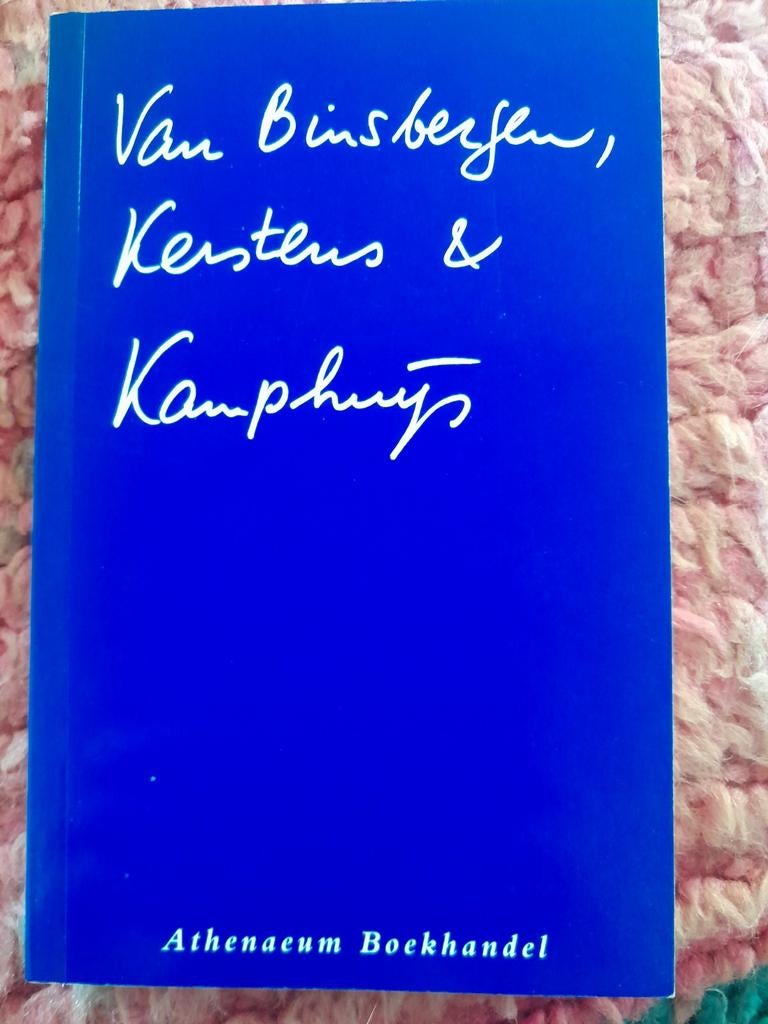 Van Binsbergen,
Kerstens &
Kamphuys
Athenaeum Boekhandel